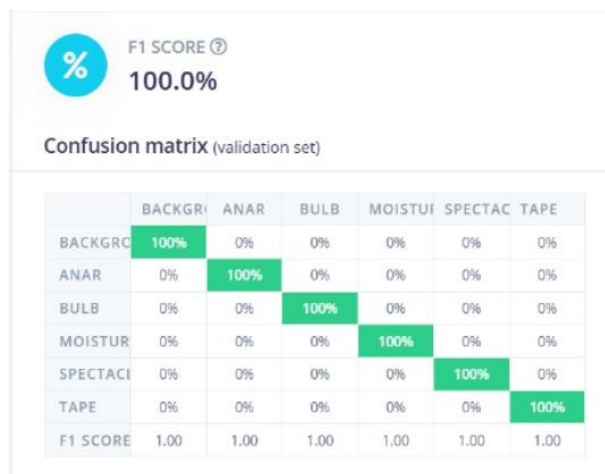 %
F1 SCORE ?
100.0%
Confusion matrix (validation set)
BACKGR ANAR BULB MOISTUR SPECTAC TAPE
BACKGRO 100% 0% 0% 0% 0% 0%
ANAR 0% 100% 0% 0% 0% 0%
BULB 0% 0% 100% 0% 0% 0%
MOISTUR 0% 0% 0% 100% 0% 0%
SPECTACL 0% 0% 0% 0% 100% 0%
TAPE 0% 0% 0% 0% 0% 100%
F1 SCORE 1.00 1.00 1.00 1.00 1.00 1.00